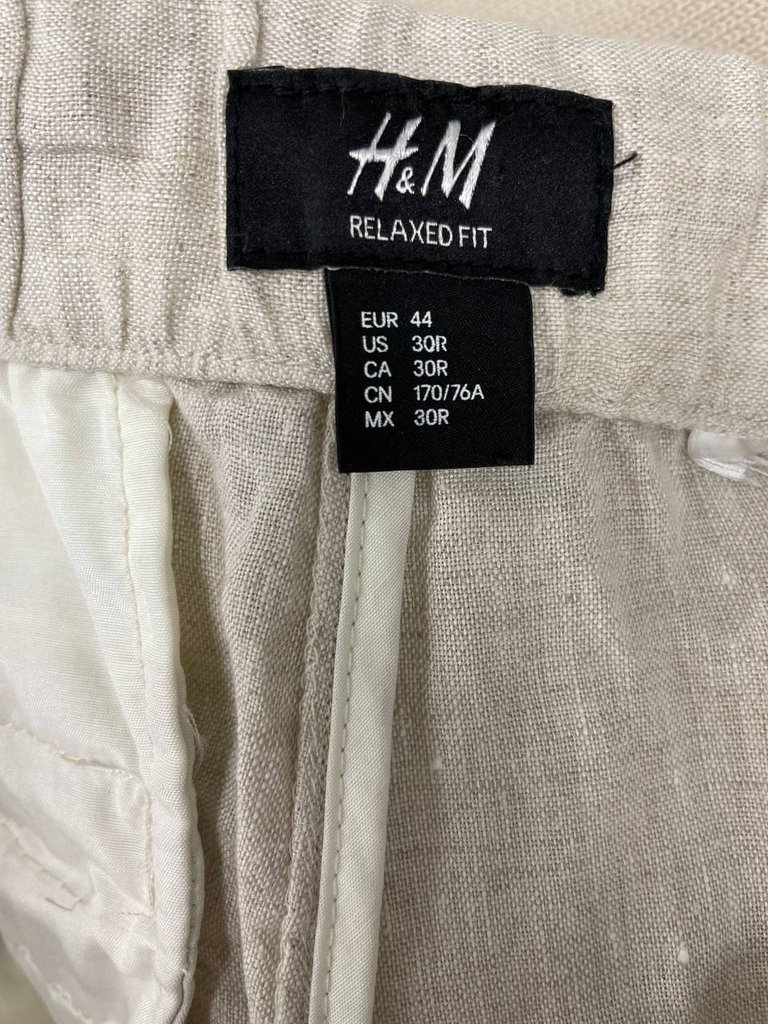 H&M
RELAXED FIT
EUR 44
US 30R
CA 30R
CN 170/76A
MX 30R